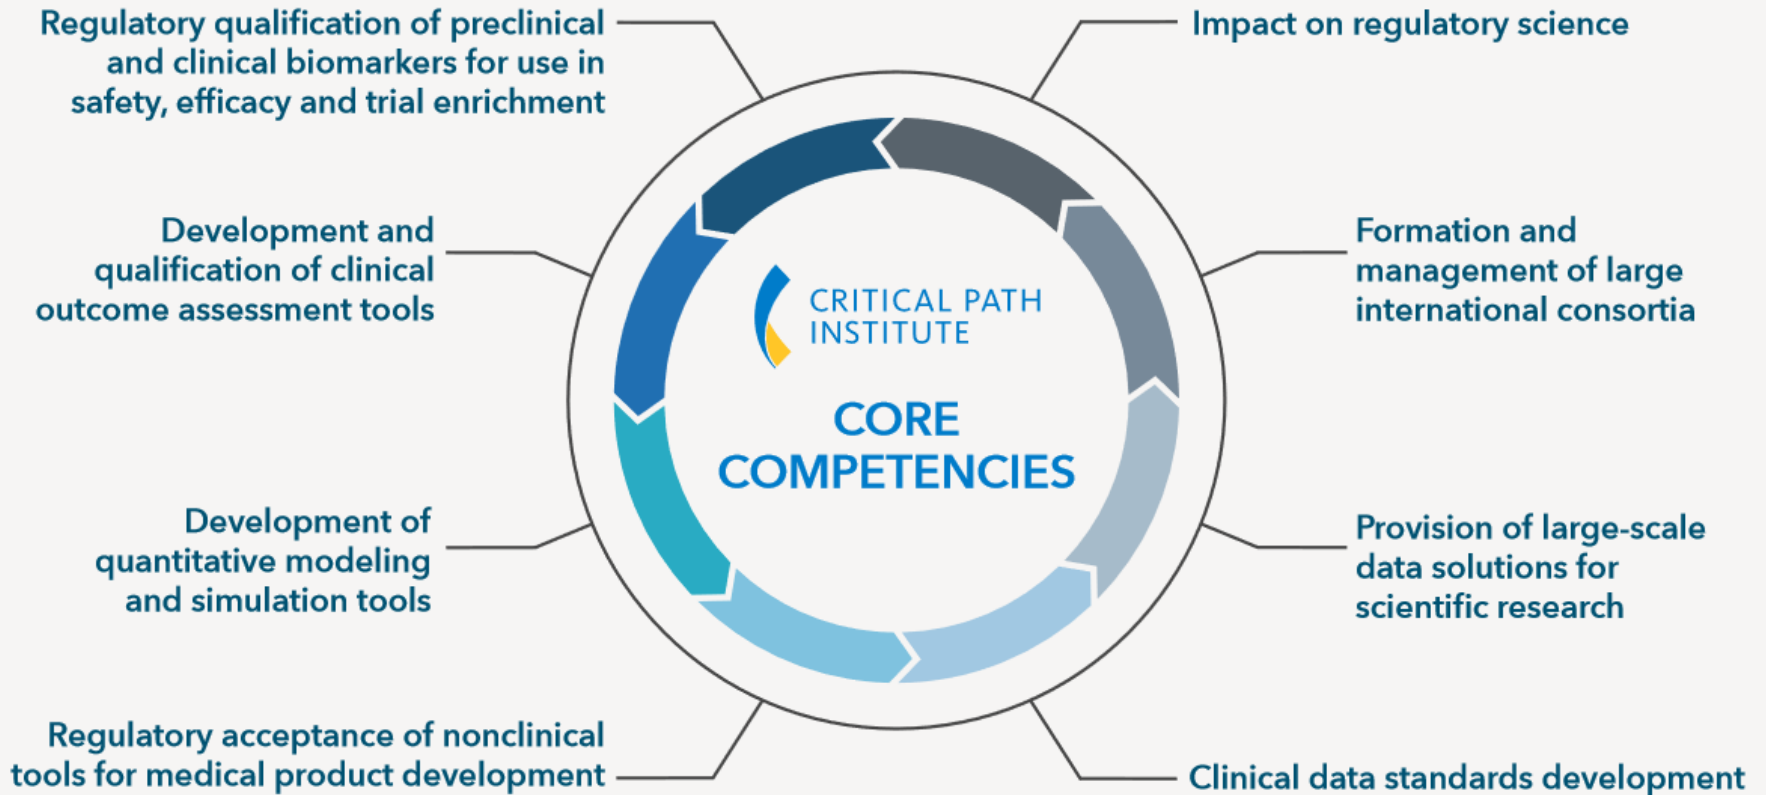 Regulatory qualification of preclinical
and clinical biomarkers for use in
safety, efficacy and trial enrichment
Impact on regulatory science
Development and
qualification of clinical
outcome assessment tools
Formation and
management of large
international consortia
CRITICAL PATH
INSTITUTE
CORE
COMPETENCIES
Development of
quantitative modeling
and simulation tools
Provision of large-scale
data solutions for
scientific research
Regulatory acceptance of nonclinical
tools for medical product development
Clinical data standards development